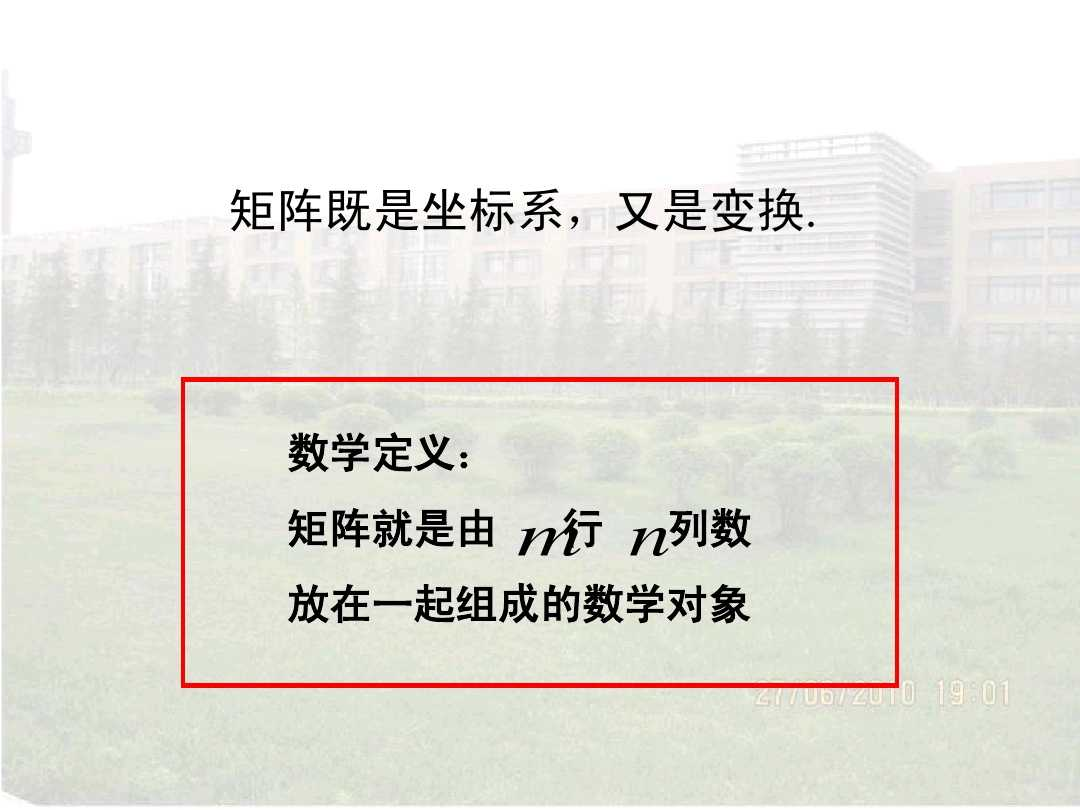 矩阵既是坐标系，又是变换.
数学定义：
矩阵就是由 m行 n列数
放在一起组成的数学对象
27/06/2010 19:01